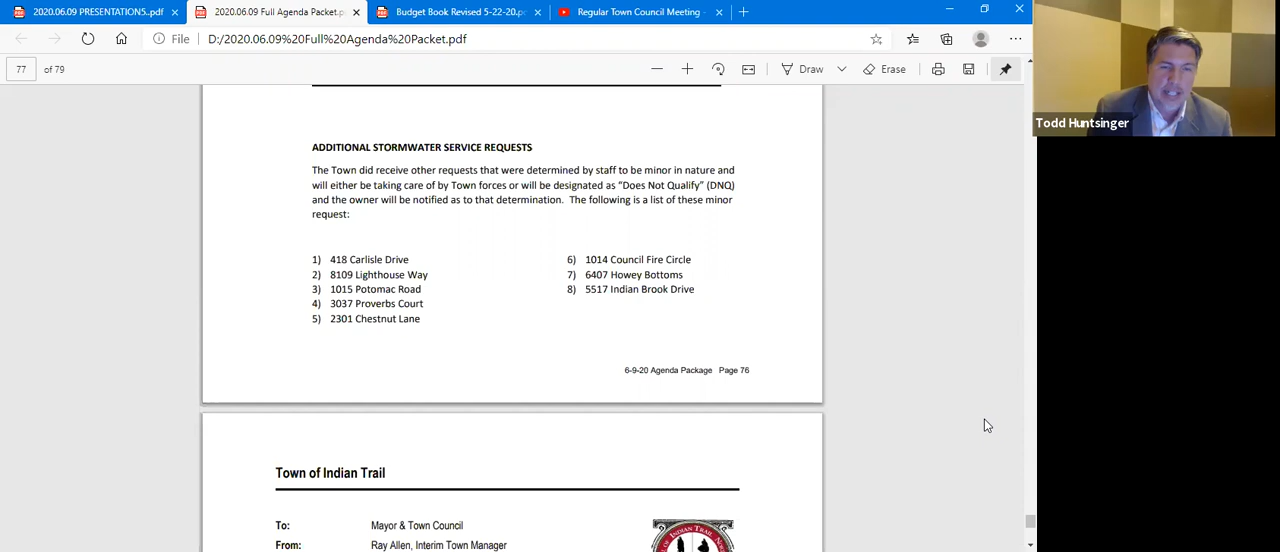 2020.06.09 PRESENTATION5..pdf
2020.06.09 Full Agenda Packet.p
Budget Book Revised 5-22-20.p
Regular Town Council Meeting -
File D:/2020.06.09%20Full%20Agenda%20Packet.pdf
77 of 79
Draw
Erase
Todd Huntsinger
ADDITIONAL STORMWATER SERVICE REQUESTS
The Town did receive other requests that were determined by staff to be minor in nature and
will either be taking care of by Town forces or will be designated as “Does Not Qualify” (DNQ)
and the owner will be notified as to that determination. The following is a list of these minor
request:
1) 418 Carlisle Drive
2) 8109 Lighthouse Way
3) 1015 Potomac Road
4) 3037 Proverbs Court
5) 2301 Chestnut Lane
6) 1014 Council Fire Circle
7) 6407 Howey Bottoms
8) 5517 Indian Brook Drive
6-9-20 Agenda Package Page 76
Town of Indian Trail
To: Mayor & Town Council
From: Ray Allen, Interim Town Manager